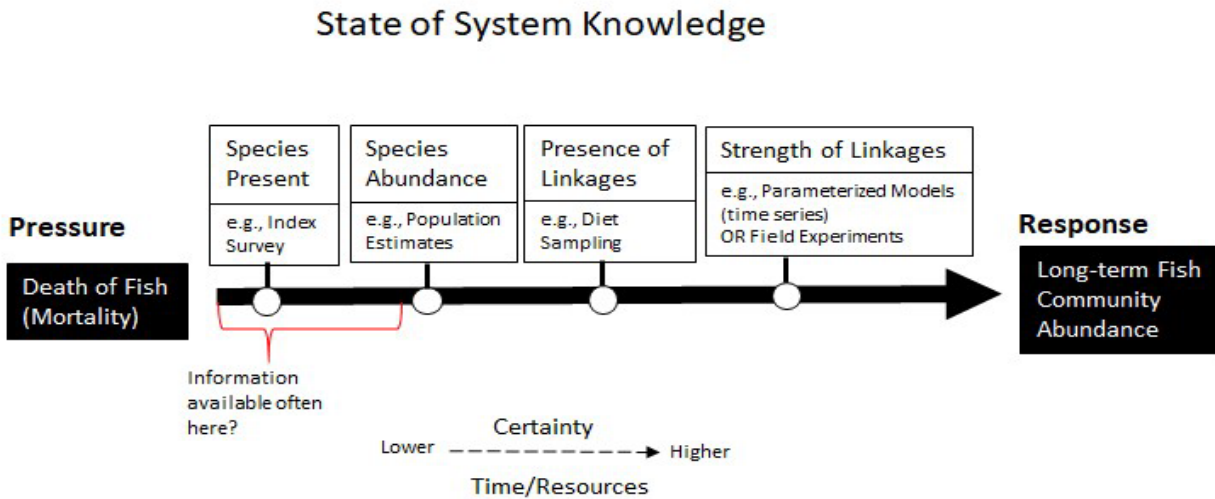 State of System Knowledge
Species
Present
e.g., Index
Survey
Species
Abundance
e.g., Population
Estimates
Presence of
Linkages
e.g., Diet
Sampling
Strength of Linkages
e.g., Parameterized Models
(time series)
OR Field Experiments
Pressure
Death of Fish
(Mortality)
Response
Long-term Fish
Community
Abundance
Information
available often
here?
Certainty
Lower
Higher
Time/Resources